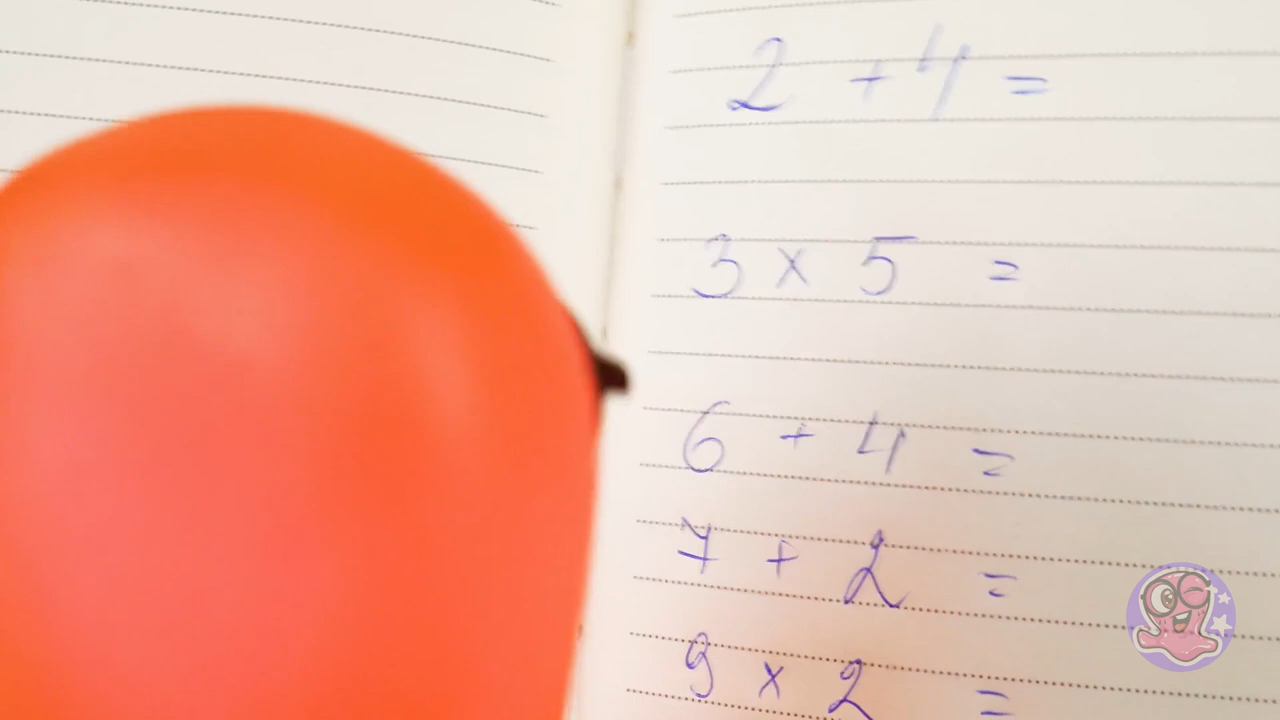 2 + 4 =
3 x 5 =
6 + 4 =
7 + 2 =
9 x 2 =